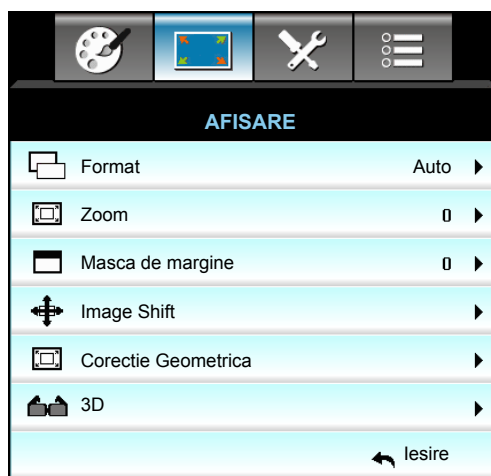 AFISARE
Format Auto
Zoom 0
Masca de margine 0
Image Shift
Corectie Geometrica
3D
Iesire